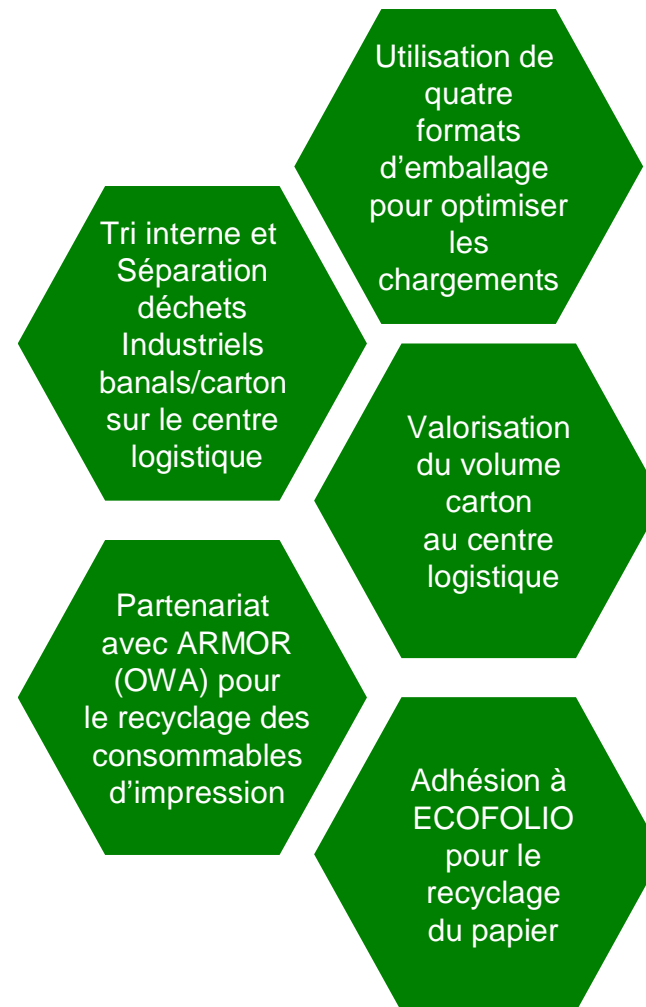 Utilisation de
quatre
formats
d’emballage
pour optimiser
les
chargements
Tri interne et
Séparation
déchets
Industriels
banals/carton
sur le centre
logistique
Valorisation
du volume
carton
au centre
logistique
Partenariat
avec ARMOR
(OWA) pour
le recyclage des
consommables
d’impression
Adhésion à
ECOFOLIO
pour le
recyclage
du papier